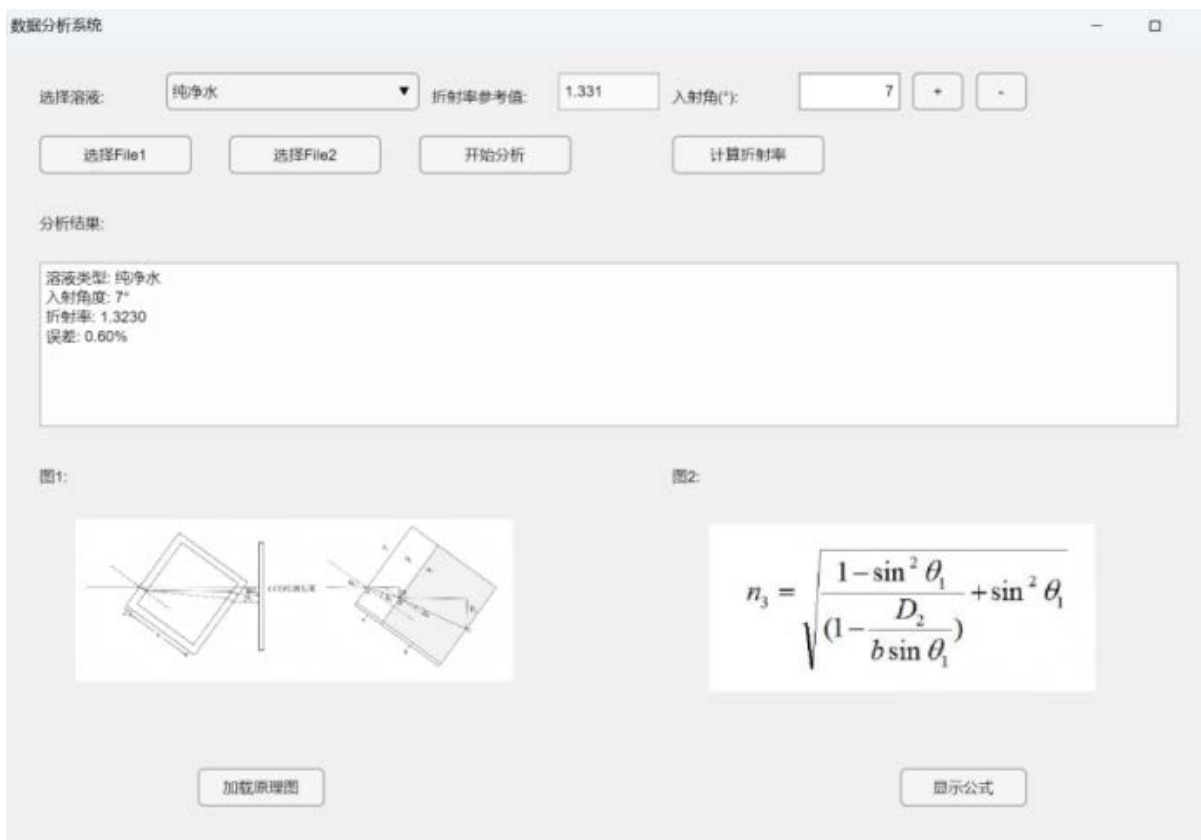 数据分析系统
选择溶液: 纯净水 折射率参考值: 1.331 入射角(°): 7 + -
选择File1 选择File2 开始分析 计算折射率
分析结果:
溶液类型: 纯净水
入射角度: 7°
折射率: 1.3230
误差: 0.60%
图1: 图2:
n₃ = √((1−sin²θ₁)/(1−D₂/(b sin θ₁)) + sin²θ₁)
加载原理图 显示公式